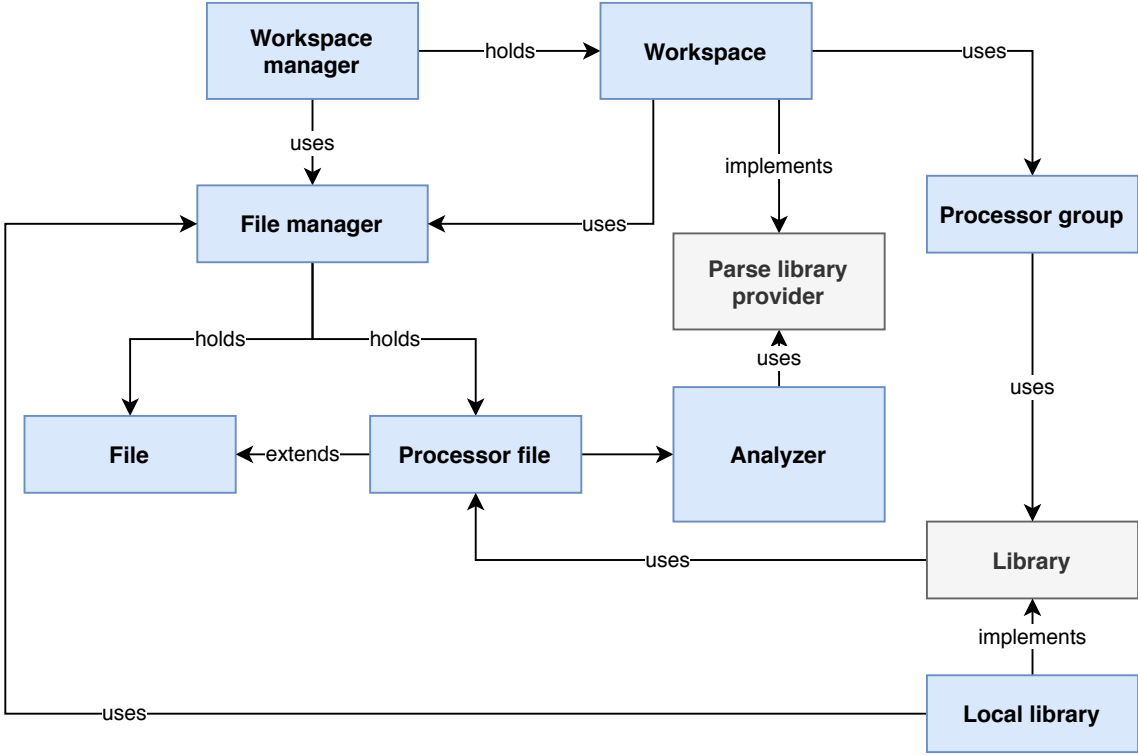 Workspace
manager
holds
Workspace
uses
uses
implements
File manager
uses
Processor group
Parse library
provider
holds
holds
uses
uses
File
extends
Processor file
Analyzer
uses
Library
implements
uses
Local library